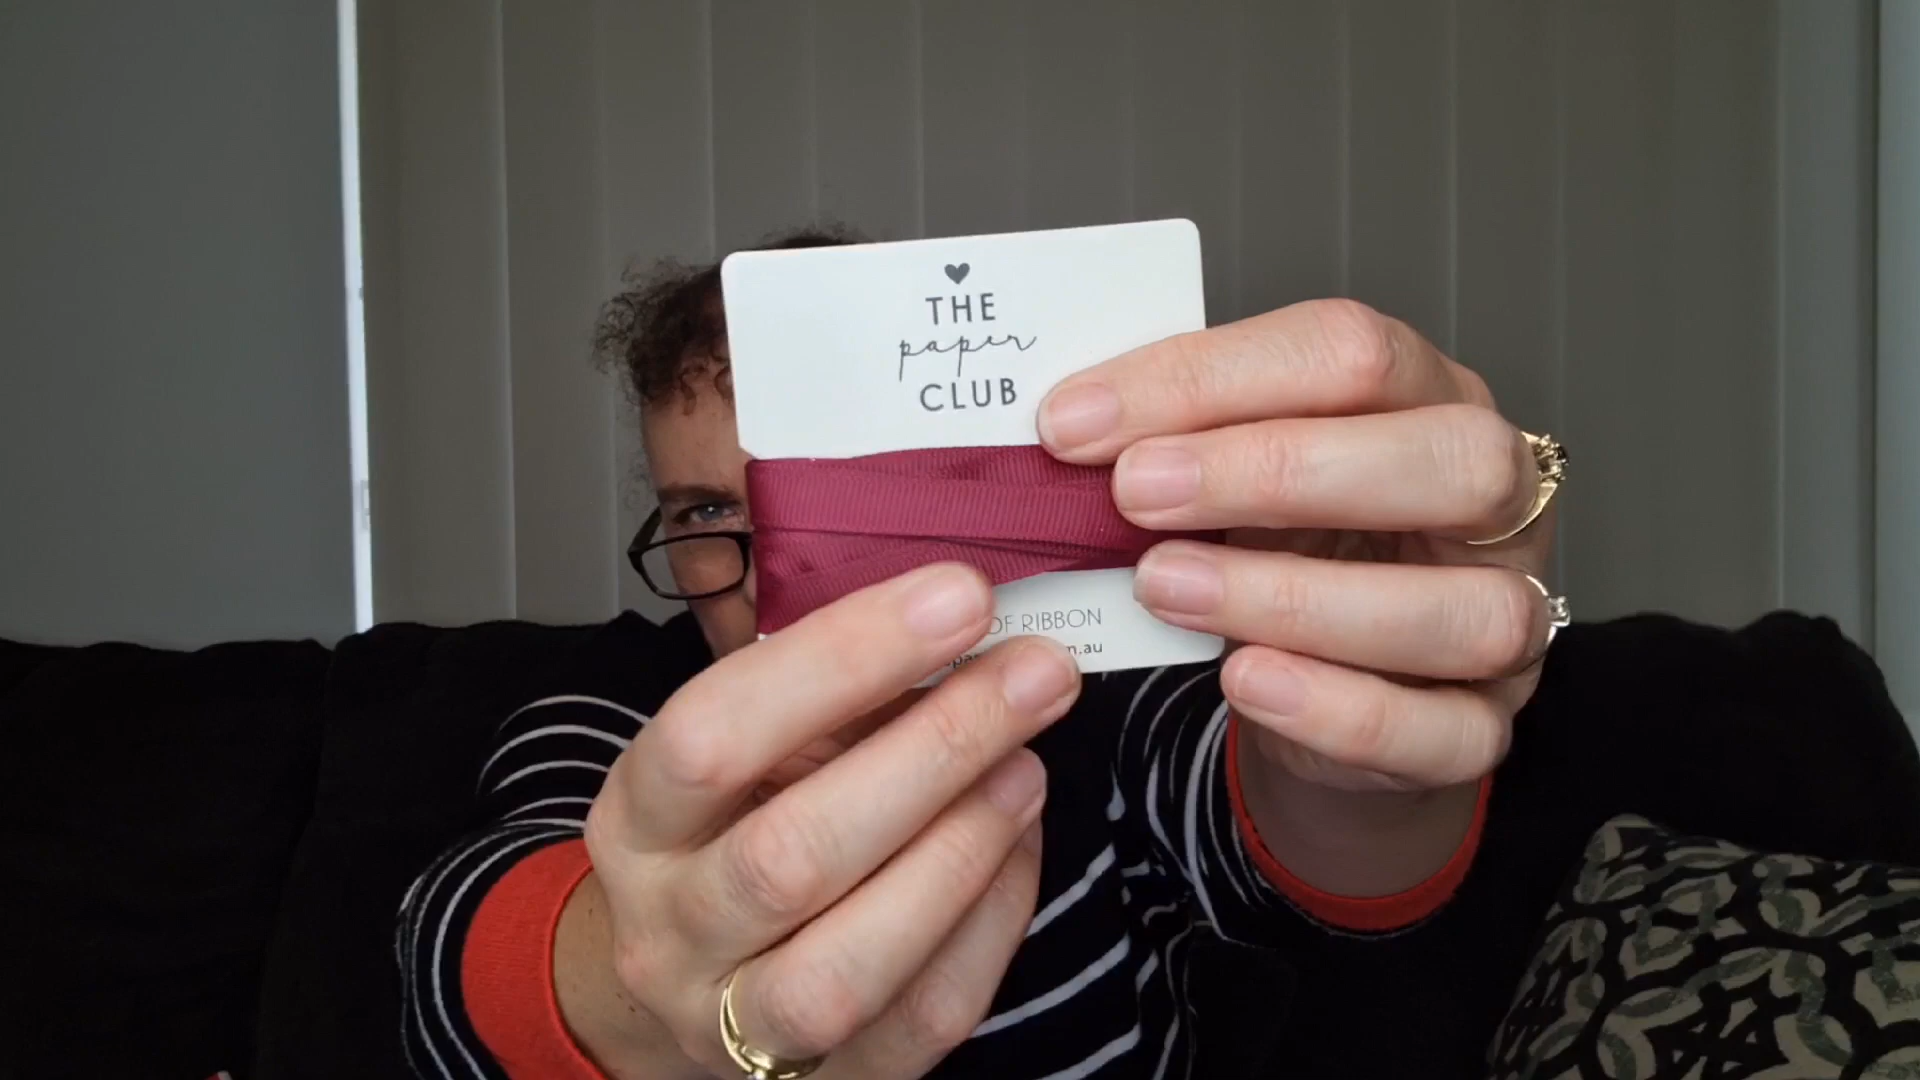 THE
paper
CLUB
OF RIBBON
m.au